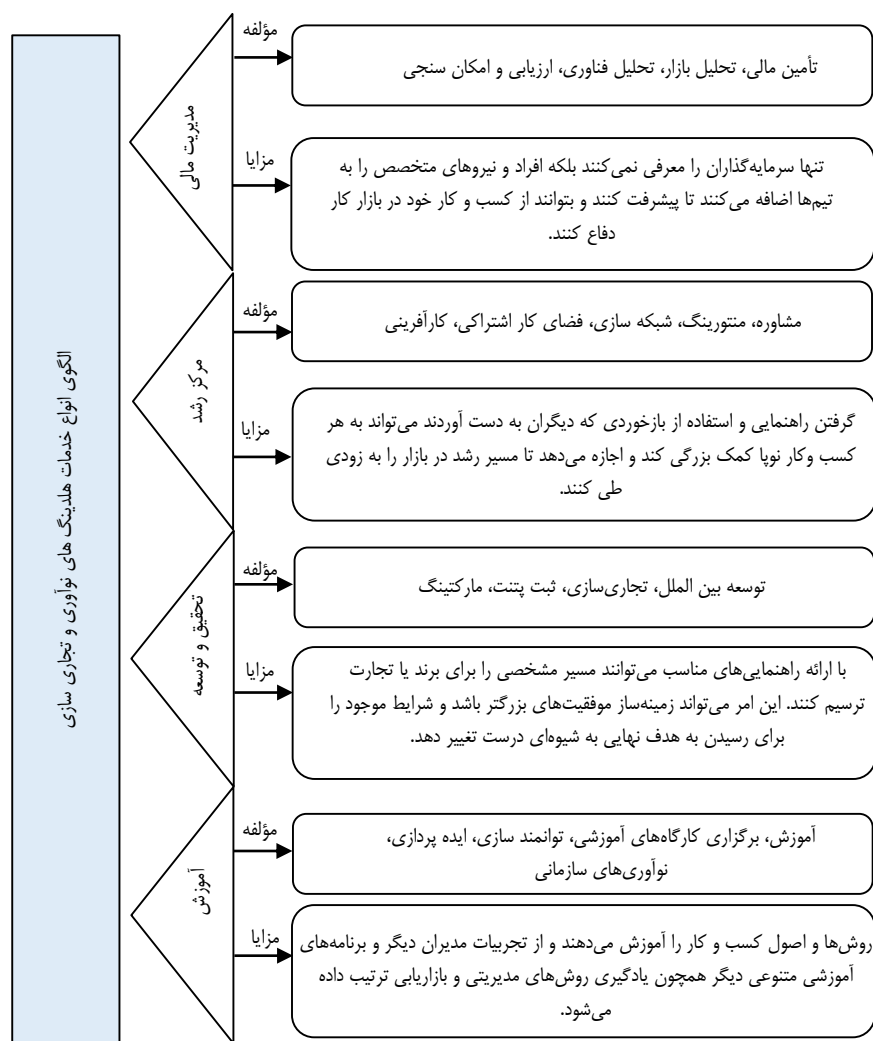 الگوی انواع خدمات هلدینگ های نوآوری و تجاری سازی
مدیریت مالی
مؤلفه
تأمین مالی، تحلیل بازار، تحلیل فناوری، ارزیابی و امکان سنجی
مزایا
تنها سرمایه‌گذاران را معرفی نمی‌کنند بلکه افراد و نیروهای متخصص را به
تیم‌ها اضافه می‌کنند تا پیشرفت کنند و بتوانند از کسب و کار خود در بازار کار
دفاع کنند.
مرکز رشد
مؤلفه
مشاوره، منتورینگ، شبکه سازی، فضای کار اشتراکی، کارآفرینی
مزایا
گرفتن راهنمایی و استفاده از بازخوردی که دیگران به دست آوردند می‌تواند به هر
کسب وکار نوپا کمک بزرگی کند و اجازه می‌دهد تا مسیر رشد در بازار را به زودی
طی کنند.
تحقیق و توسعه
مؤلفه
توسعه بین الملل، تجاری‌سازی، ثبت پتنت، مارکتینگ
مزایا
با ارائه راهنمایی‌های مناسب می‌توانند مسیر مشخصی را برای برند یا تجارت
ترسیم کنند. این امر می‌تواند زمینه‌ساز موفقیت‌های بزرگتر باشد و شرایط موجود را
برای رسیدن به هدف نهایی به شیوه‌ای درست تغییر دهد.
آموزش
مؤلفه
آموزش، برگزاری کارگاه‌های آموزشی، توانمند سازی، ایده پردازی،
نوآوری‌های سازمانی
مزایا
روش‌ها و اصول کسب و کار را آموزش می‌دهند و از تجربیات مدیران دیگر و برنامه‌های
آموزشی متنوعی دیگر همچون یادگیری روش‌های مدیریتی و بازاریابی ترتیب داده
می‌شود.